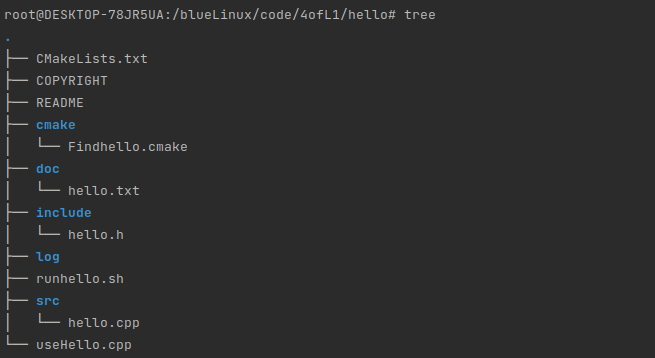 root@DESKTOP-78JR5UA:/blueLinux/code/4ofL1/hello# tree
.
├── CMakeLists.txt
├── COPYRIGHT
├── README
├── cmake
│   └── Findhello.cmake
├── doc
│   └── hello.txt
├── include
│   └── hello.h
├── log
├── runhello.sh
├── src
│   └── hello.cpp
└── useHello.cpp